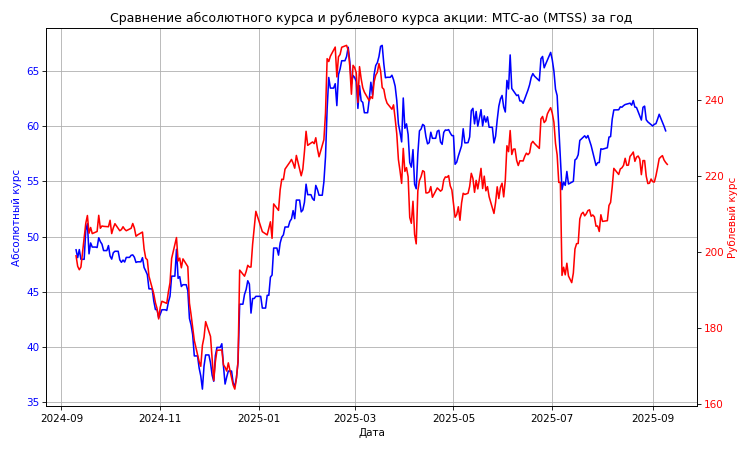 Сравнение абсолютного курса и рублевого курса акции: МТС-ао (MTSS) за год
Абсолютный курс
65
60
55
50
45
40
35
240
220
200
180
160
Рублевый курс
2024-09 2024-11 2025-01 2025-03 2025-05 2025-07 2025-09
Дата